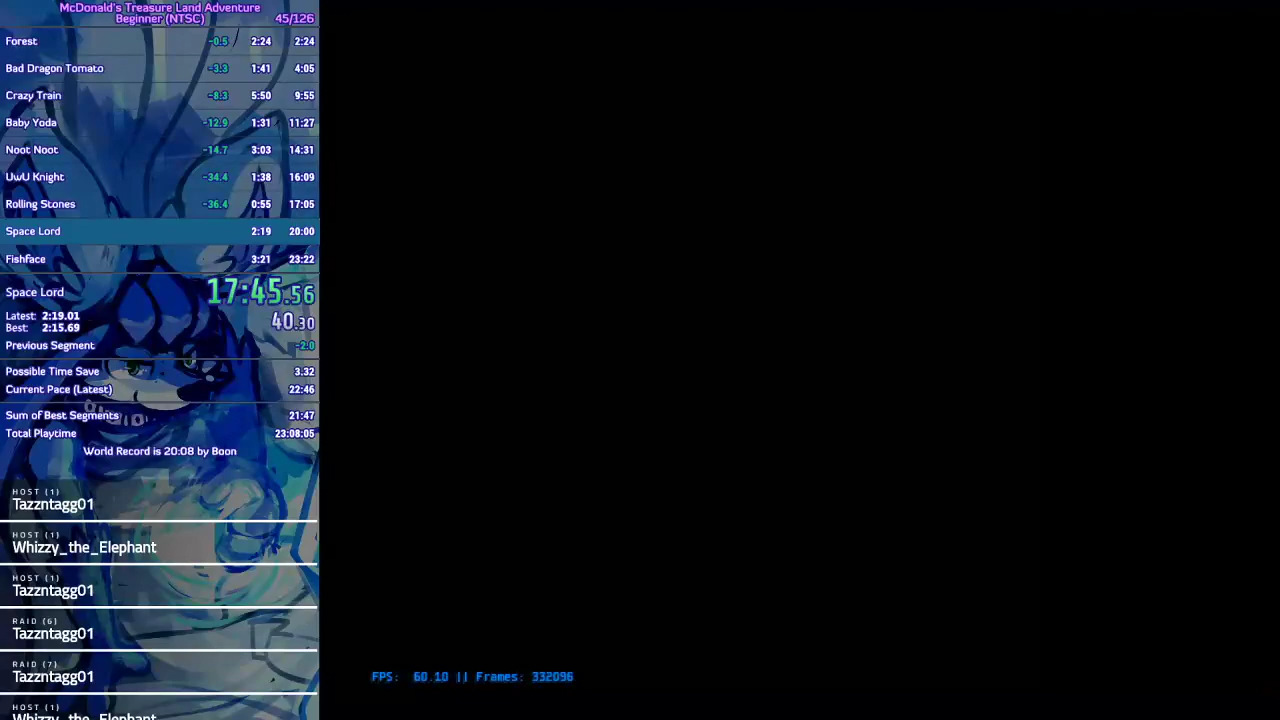 McDonald's Treasure Land Adventure
Beginner (NTSC) 45/126
Forest -0.5 2:24 2:24
Bad Dragon Tomato -3.3 1:41 4:05
Crazy Train -8.3 5:50 9:55
Baby Yoda -12.9 1:31 11:27
Noot Noot -14.7 3:03 14:31
UwU Knight -34.4 1:38 16:09
Rolling Stones -36.4 0:55 17:05
Space Lord 2:19 20:00
Fishface 3:21 23:22
Space Lord 17:45.56
Latest: 2:19.01
Best: 2:15.69 40.30
Previous Segment -2.0
Possible Time Save 3.32
Current Pace (Latest) 22:46
Sum of Best Segments 21:47
Total Playtime 23:08:05
World Record is 20:08 by Boon
HOST (1)
Tazzntagg01
HOST (1)
Whizzy_the_Elephant
HOST (1)
Tazzntagg01
RAID (6)
Tazzntagg01
RAID (7)
Tazzntagg01
HOST (1)
Whizzy_the_Elephant
FPS: 60.10 || Frames: 332096